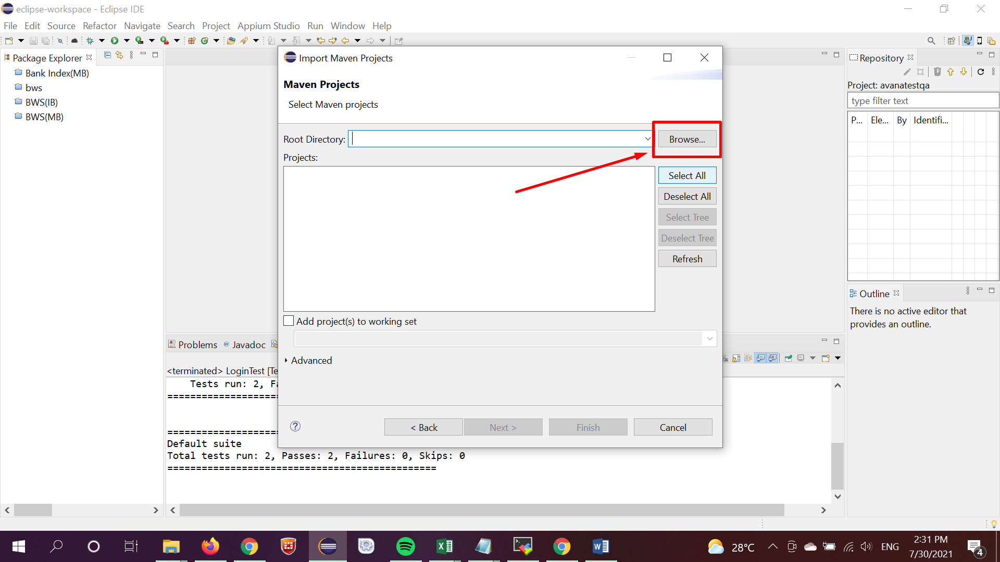 eclipse-workspace - Eclipse IDE
File Edit Source Refactor Navigate Search Project Appium Studio Run Window Help
Package Explorer
Bank Index(MB)
bws
BWS(IB)
BWS(MB)
Import Maven Projects
Maven Projects
Select Maven projects
Root Directory:
Browse...
Projects:
Select All
Deselect All
Select Tree
Deselect Tree
Refresh
Add project(s) to working set
Advanced
< Back
Next >
Finish
Cancel
Repository
Project: avanatestqa
type filter text
P... Ele... By Identifi...
Outline
There is no active editor that
provides an outline.
Problems @ Javadoc
<terminated> LoginTest [Te
Tests run: 2, Fa
====================
====================
Default suite
Total tests run: 2, Passes: 2, Failures: 0, Skips: 0
===============================================
28°C
ENG
2:31 PM
7/30/2021
4